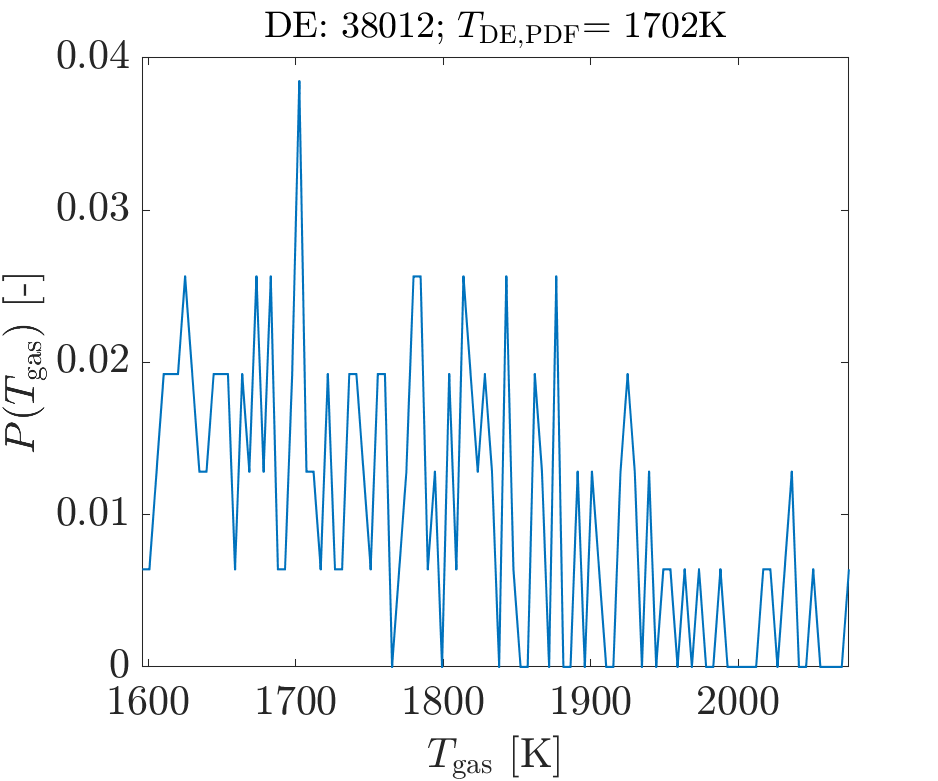 DE: 38012; T_DE,PDF= 1702K
0.04
0.03
0.02
0.01
0
P(T_gas) [-]
1600 1700 1800 1900 2000
T_gas [K]